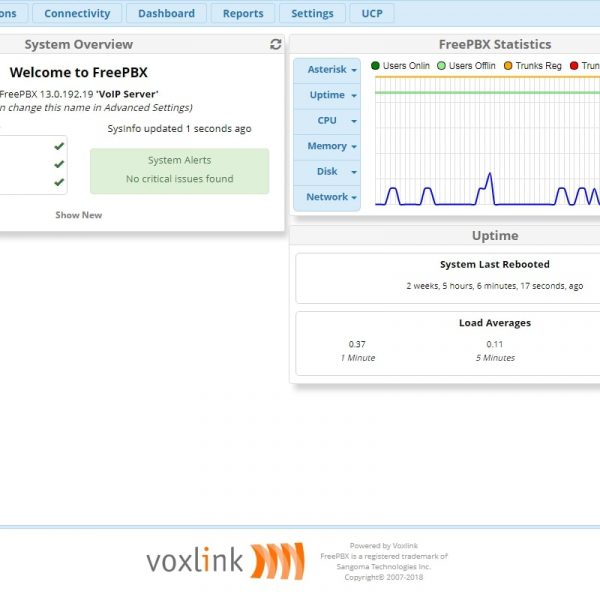 ons Connectivity Dashboard Reports Settings UCP
System Overview
Welcome to FreePBX
FreePBX 13.0.192.19 'VoIP Server'
n change this name in Advanced Settings)
SysInfo updated 1 seconds ago
System Alerts
No critical issues found
Show New
FreePBX Statistics
Asterisk
Uptime
CPU
Memory
Disk
Network
Users Onlin Users Offlin Trunks Reg Trun
Uptime
System Last Rebooted
2 weeks, 5 hours, 6 minutes, 17 seconds, ago
Load Averages
0.37 0.11
1 Minute 5 Minutes
voxlink
Powered by Voxlink
FreePBX is a registered trademark of
Sangoma Technologies Inc.
Copyright© 2007-2018